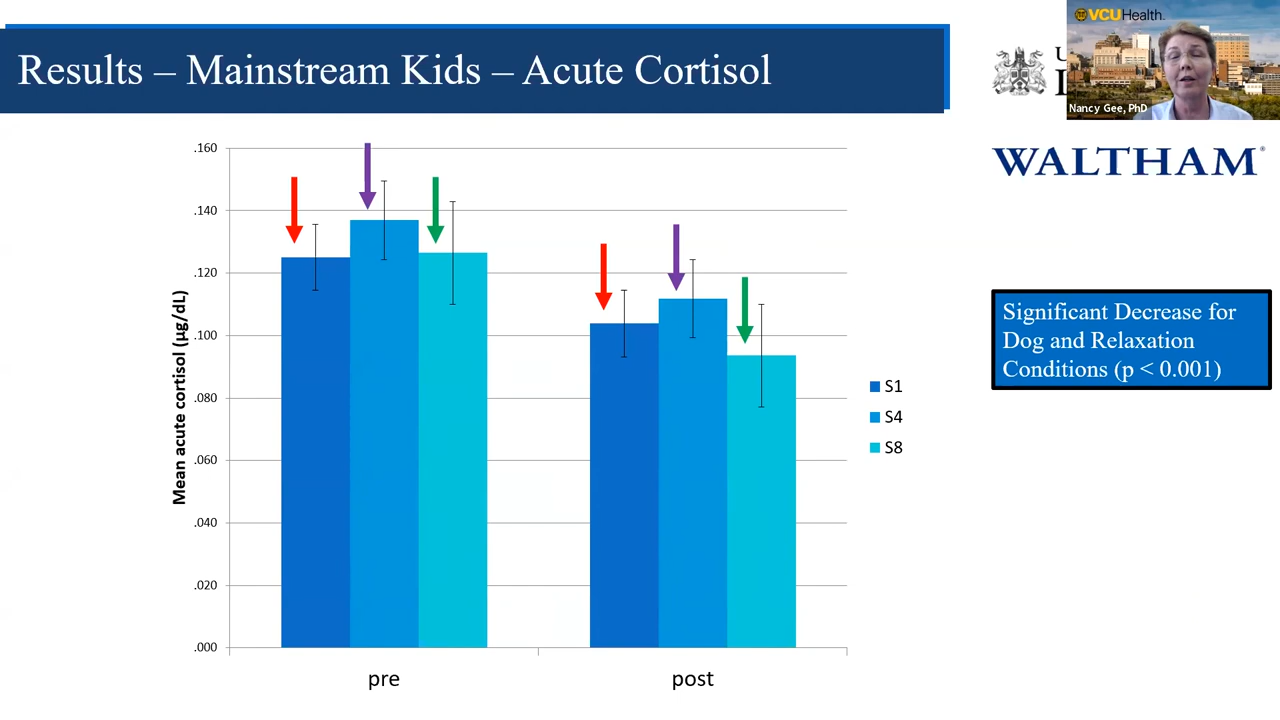 Results – Mainstream Kids – Acute Cortisol
VCUHealth.
Nancy Gee, PhD
WALTHAM®
.160
.140
.120
.100
.080
.060
.040
.020
.000
Mean acute cortisol (µg/dL)
pre
post
S1
S4
S8
Significant Decrease for
Dog and Relaxation
Conditions (p < 0.001)